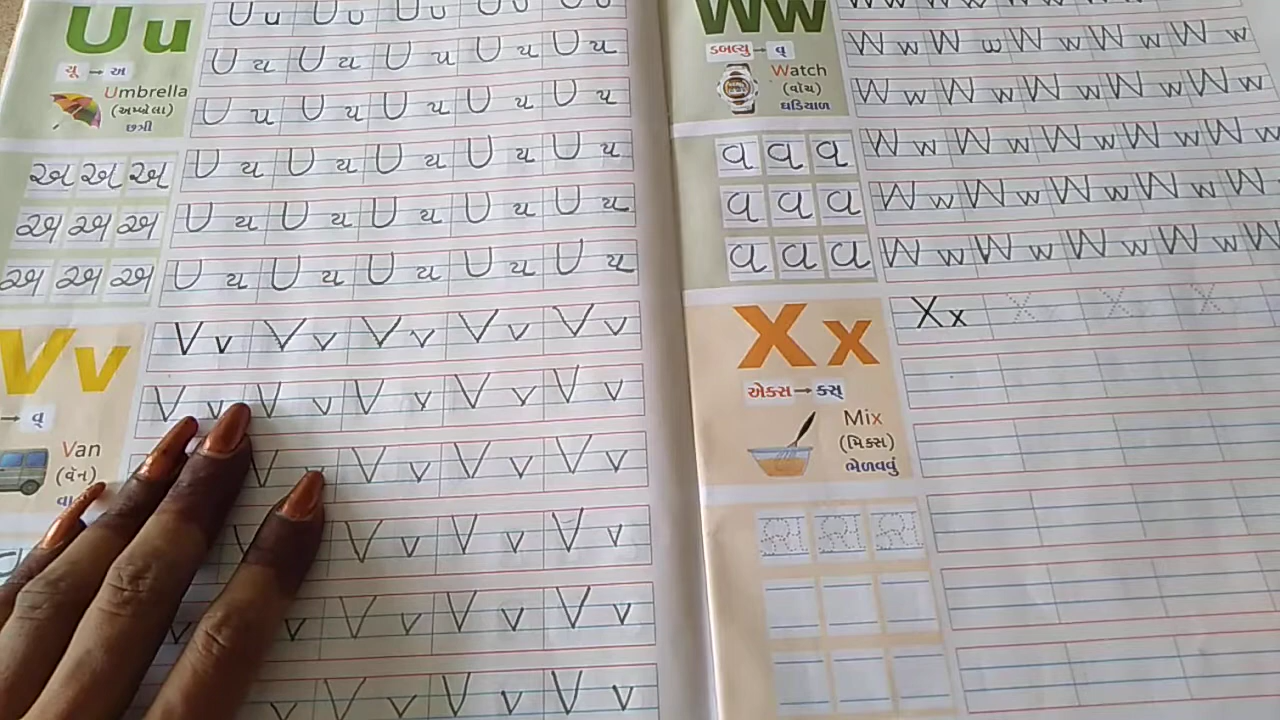 Uu
U u U u U u U u U u
યૂ → અ
U u U u U u U u U u
Umbrella
(અમ્બ્રેલા)
છત્રી
U u U u U u U u U u
અ અ અ
U u U u U u U u U u
અ અ અ
U u U u U u U u U u
અ અ અ
U u U u U u U u U u
Vv
V v V v V v V v V v
→ વ્
V v V v V v V v V v
Van
(વેન)
V v V v V v V v
V v V v V v
v V v V v V v
v V v V v V v
Ww
ડબલ્યુ → વ્
W w W w W w W w W w
Watch
(વૉચ)
ઘડિયાળ
W w W w W w W w W w
વ વ વ
W w W w W w W w W w
વ વ વ
W w W w W w W w W
વ વ વ
W w W w W w W w W
Xx
X x X X X
એક્સ → ક્સ્
Mix
(મિક્સ)
ભેળવવું